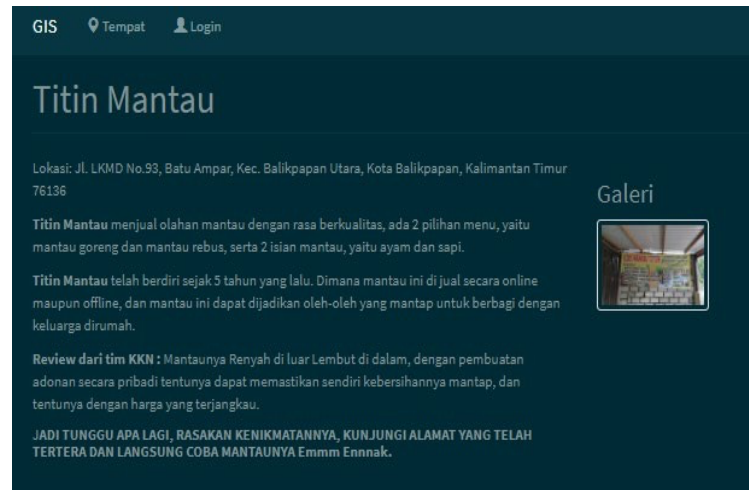 GIS Tempat Login
Titin Mantau
Lokasi: Jl. LKMD No.93, Batu Ampar, Kec. Balikpapan Utara, Kota Balikpapan, Kalimantan Timur
76136
Galeri
Titin Mantau menjual olahan mantau dengan rasa berkualitas, ada 2 pilihan menu, yaitu
mantau goreng dan mantau rebus, serta 2 isian mantau, yaitu ayam dan sapi.
Titin Mantau telah berdiri sejak 5 tahun yang lalu. Dimana mantau ini di jual secara online
maupun offline, dan mantau ini dapat dijadikan oleh-oleh yang mantap untuk berbagi dengan
keluarga dirumah.
Review dari tim KKN : Mantaunya Renyah di luar Lembut di dalam, dengan pembuatan
adonan secara pribadi tentunya dapat memastikan sendiri kebersihannya mantap, dan
tentunya dengan harga yang terjangkau.
JADI TUNGGU APA LAGI, RASAKAN KENIKMATANNYA, KUNJUNGI ALAMAT YANG TELAH
TERTERA DAN LANGSUNG COBA MANTAUNYA Emmm Ennnak.